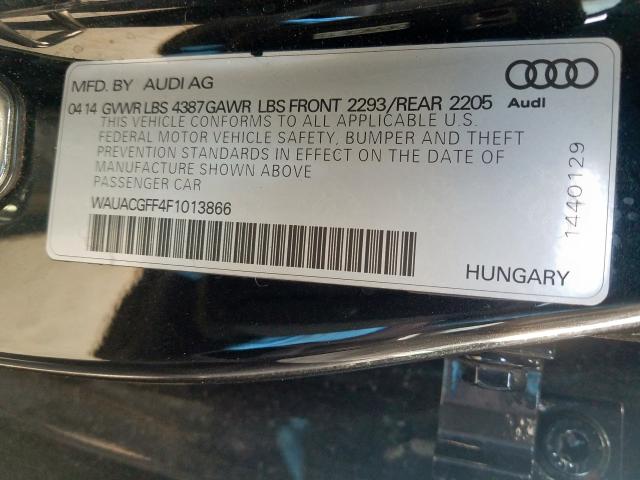 MFD. BY AUDI AG
04 14 GVWR LBS 4387 GAWR LBS FRONT 2293/REAR 2205
Audi
THIS VEHICLE CONFORMS TO ALL APPLICABLE U.S.
FEDERAL MOTOR VEHICLE SAFETY, BUMPER AND THEFT
PREVENTION STANDARDS IN EFFECT ON THE DATE OF
MANUFACTURE SHOWN ABOVE
PASSENGER CAR
WAUACGFF4F1013866
1440129
HUNGARY